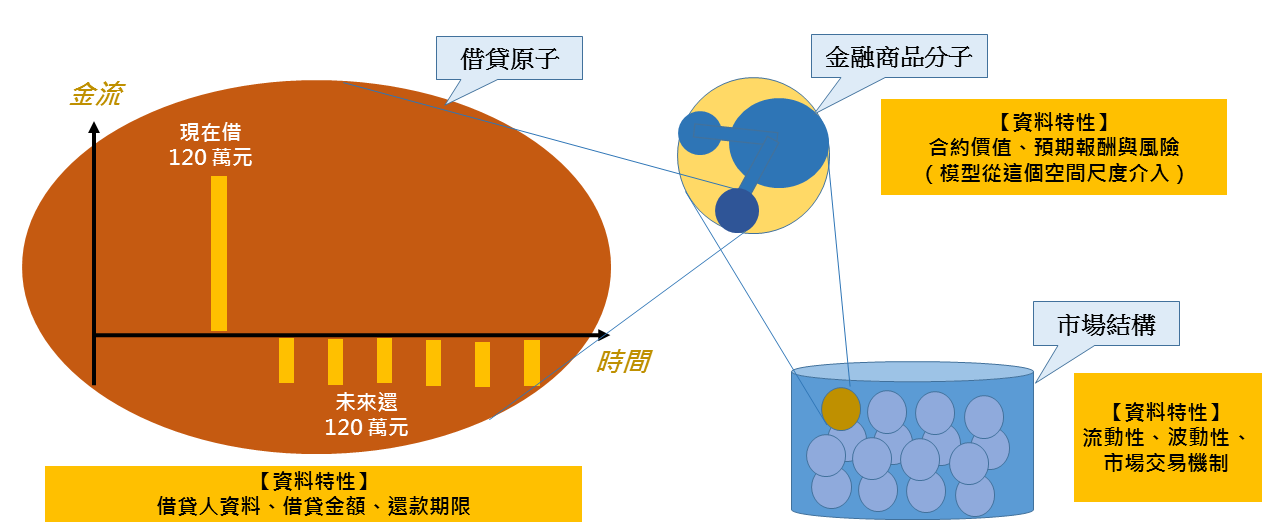 借貸原子
金流
現在借
120 萬元
時間
未來還
120 萬元
【資料特性】
借貸人資料、借貸金額、還款期限
金融商品分子
【資料特性】
合約價值、預期報酬與風險
（模型從這個空間尺度介入）
市場結構
【資料特性】
流動性、波動性、
市場交易機制